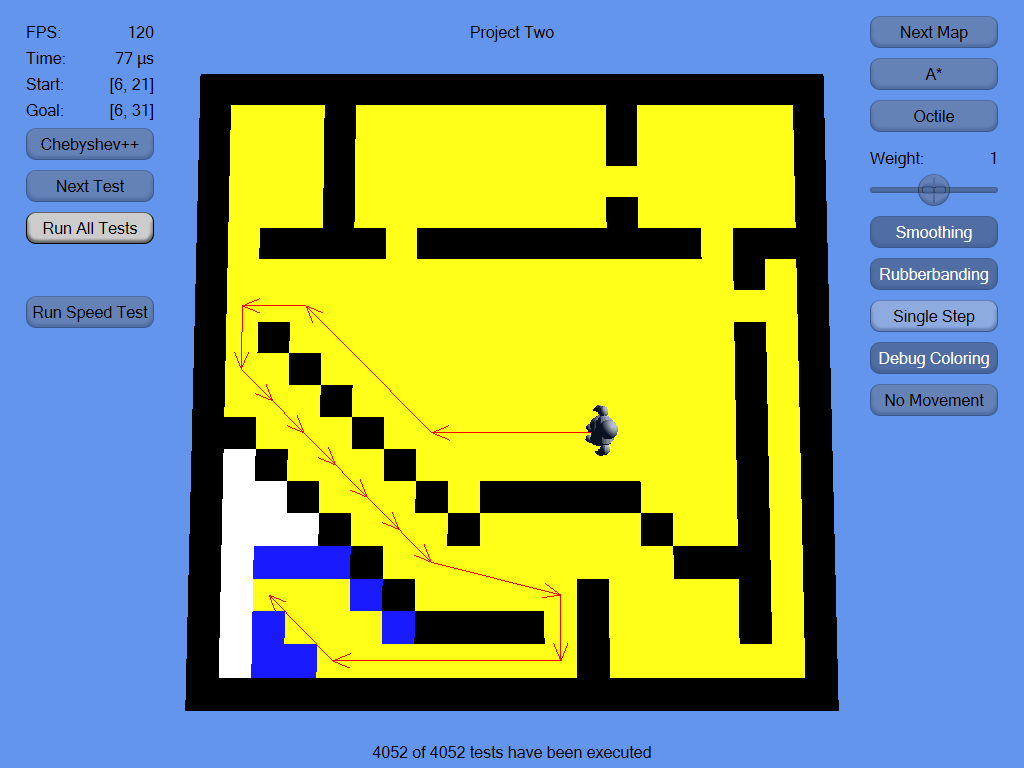 FPS: 120
Time: 77 µs
Start: [6, 21]
Goal: [6, 31]
Chebyshev++
Next Test
Run All Tests
Run Speed Test
Project Two
Next Map
A*
Octile
Weight: 1
Smoothing
Rubberbanding
Single Step
Debug Coloring
No Movement
4052 of 4052 tests have been executed